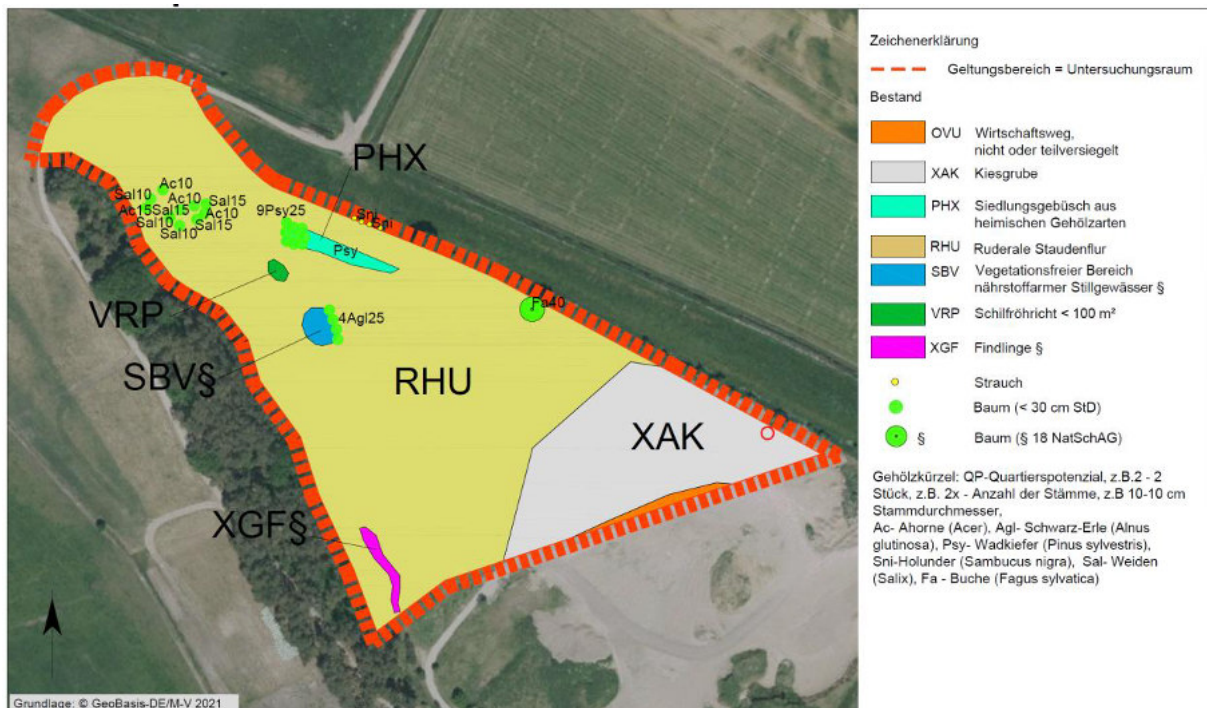 PHX
Ac10
Sal10
Ac10
Sal15
Ac15
Sal15
Ac10
Sal10
Sal15
Sal10
9Psy25
Sni
Sni
Psy
VRP
4Agl25
Fa40
SBV§
RHU
XAK
XGF§
Grundlage: © GeoBasis-DE/M-V 2021
Zeichenerklärung
Geltungsbereich = Untersuchungsraum
Bestand
OVU Wirtschaftsweg,
nicht oder teilversiegelt
XAK Kiesgrube
PHX Siedlungsgebüsch aus
heimischen Gehölzarten
RHU Ruderale Staudenflur
SBV Vegetationsfreier Bereich
nährstoffarmer Stillgewässer §
VRP Schilfröhricht < 100 m²
XGF Findlinge §
Strauch
Baum (< 30 cm StD)
§ Baum (§ 18 NatSchAG)
Gehölzkürzel: QP-Quartierspotenzial, z.B.2 - 2
Stück, z.B. 2x - Anzahl der Stämme, z.B 10-10 cm
Stammdurchmesser,
Ac- Ahorne (Acer), Agl- Schwarz-Erle (Alnus
glutinosa), Psy- Wadkiefer (Pinus sylvestris),
Sni-Holunder (Sambucus nigra), Sal- Weiden
(Salix), Fa - Buche (Fagus sylvatica)